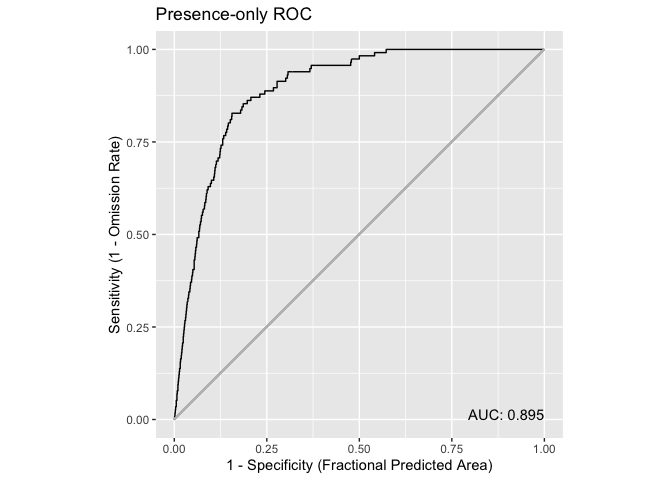 Presence-only ROC
Sensitivity (1 - Omission Rate)
1.00
0.75
0.50
0.25
0.00
AUC: 0.895
0.00 0.25 0.50 0.75 1.00
1 - Specificity (Fractional Predicted Area)